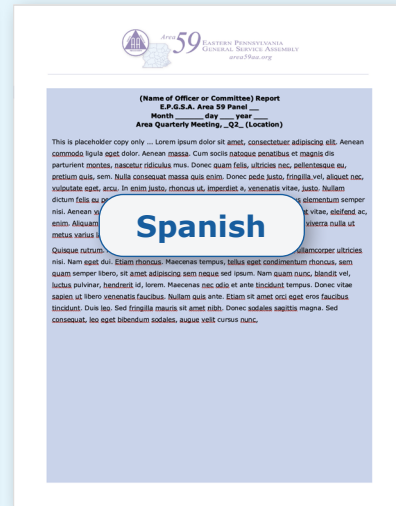 Area 59 EASTERN PENNSYLVANIA
GENERAL SERVICE ASSEMBLY
area59aa.org
(Name of Officer or Committee) Report
E.P.G.S.A. Area 59 Panel __
Month _______ day ____ year ____
Area Quarterly Meeting, _Q2_ (Location)
This is placeholder copy only ... Lorem ipsum dolor sit amet, consectetuer adipiscing elit. Aenean
commodo ligula eget dolor. Aenean massa. Cum sociis natoque penatibus et magnis dis
parturient montes, nascetur ridiculus mus. Donec quam felis, ultricies nec, pellentesque eu,
pretium quis, sem. Nulla consequat massa quis enim. Donec pede justo, fringilla vel, aliquet nec,
vulputate eget, arcu. In enim justo, rhoncus ut, imperdiet a, venenatis vitae, justo. Nullam
dictum felis eu elementum semper
nisi. Aenean vitae, eleifend ac,
enim. Aliquam viverra nulla ut
metus varius
Spanish
Quisque rutrum. ullamcorper ultricies
nisi. Nam eget dui. Etiam rhoncus. Maecenas tempus, tellus eget condimentum rhoncus, sem
quam semper libero, sit amet adipiscing sem neque sed ipsum. Nam quam nunc, blandit vel,
luctus pulvinar, hendrerit id, lorem. Maecenas nec odio et ante tincidunt tempus. Donec vitae
sapien ut libero venenatis faucibus. Nullam quis ante. Etiam sit amet orci eget eros faucibus
tincidunt. Duis leo. Sed fringilla mauris sit amet nibh. Donec sodales sagittis magna. Sed
consequat, leo eget bibendum sodales, augue velit cursus nunc,